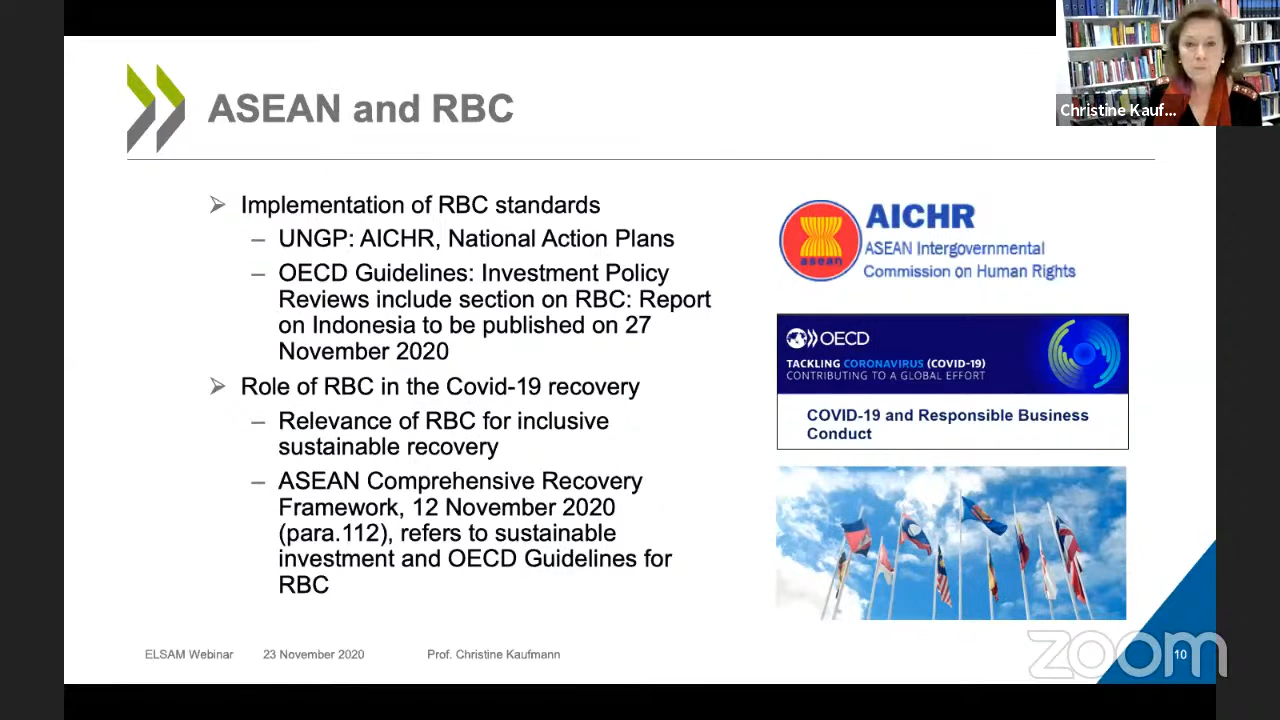 Christine Kauf...
ASEAN and RBC
Implementation of RBC standards
– UNGP: AICHR, National Action Plans
– OECD Guidelines: Investment Policy
Reviews include section on RBC: Report
on Indonesia to be published on 27
November 2020
Role of RBC in the Covid-19 recovery
– Relevance of RBC for inclusive
sustainable recovery
– ASEAN Comprehensive Recovery
Framework, 12 November 2020
(para.112), refers to sustainable
investment and OECD Guidelines for
RBC
asean
AICHR
ASEAN Intergovernmental
Commission on Human Rights
OECD
TACKLING CORONAVIRUS (COVID-19)
CONTRIBUTING TO A GLOBAL EFFORT
COVID-19 and Responsible Business
Conduct
ELSAM Webinar 23 November 2020 Prof. Christine Kaufmann
zoom
10